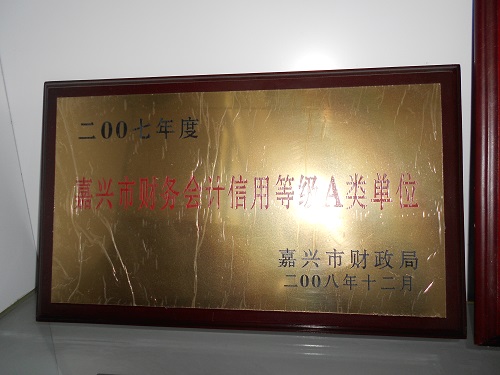 二00七年度
嘉兴市财务会计信用等级A类单位
嘉兴市财政局
二00八年十二月